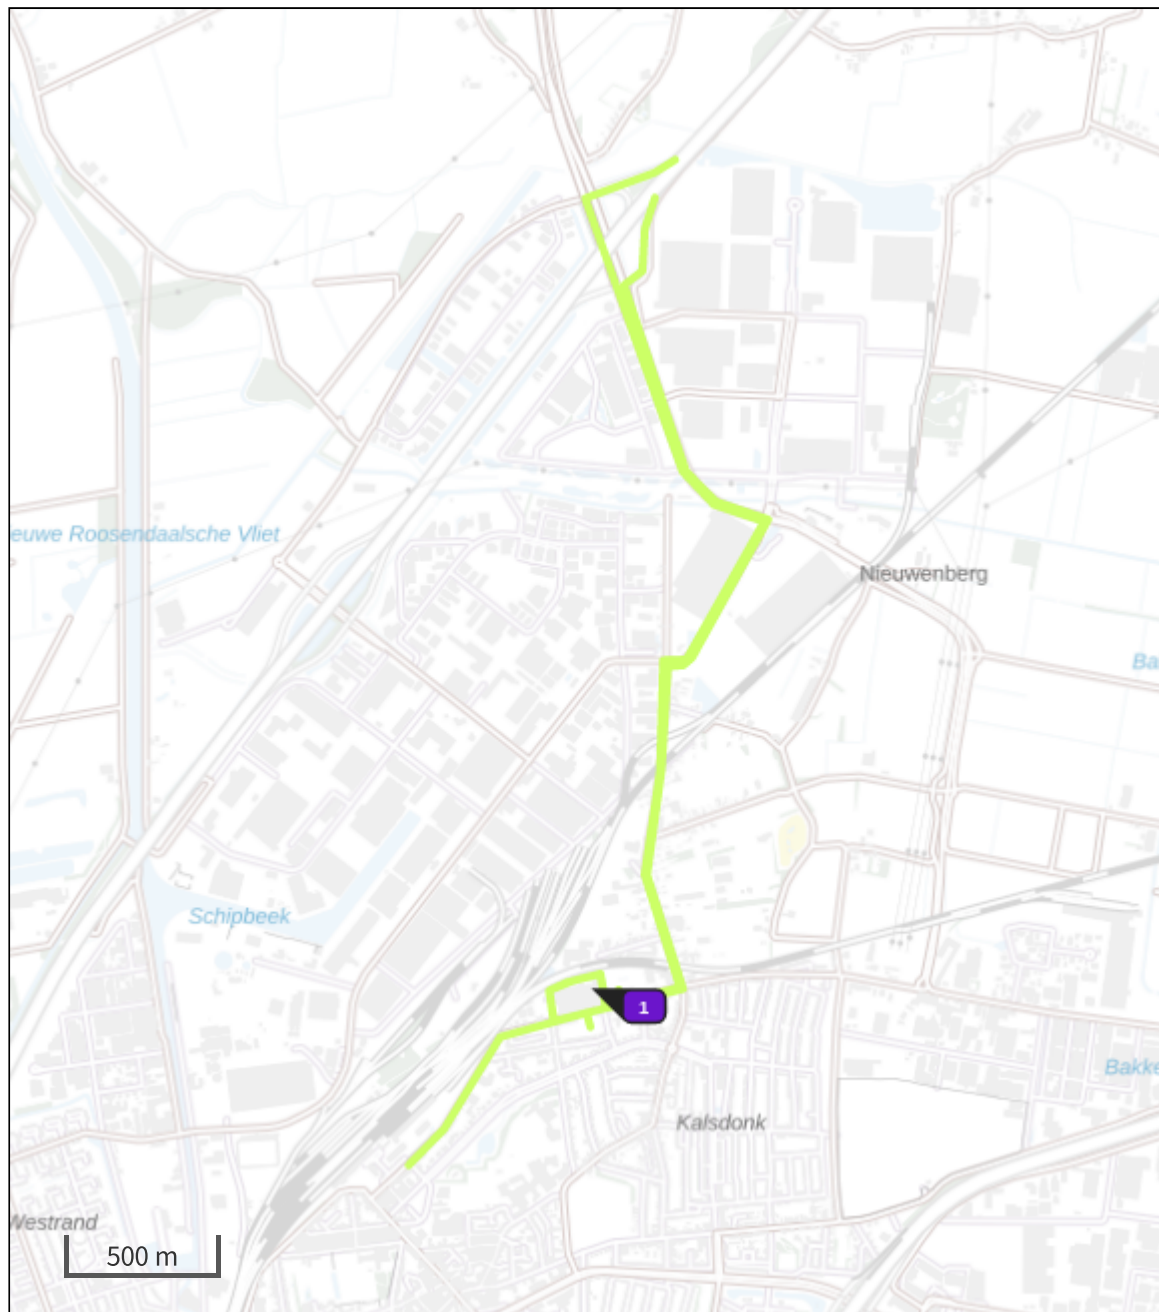 euwe Roosendaalsche Vliet
Nieuwenberg
Ba
Schipbeek
1
Bakke
Kalsdonk
Westrand
500 m